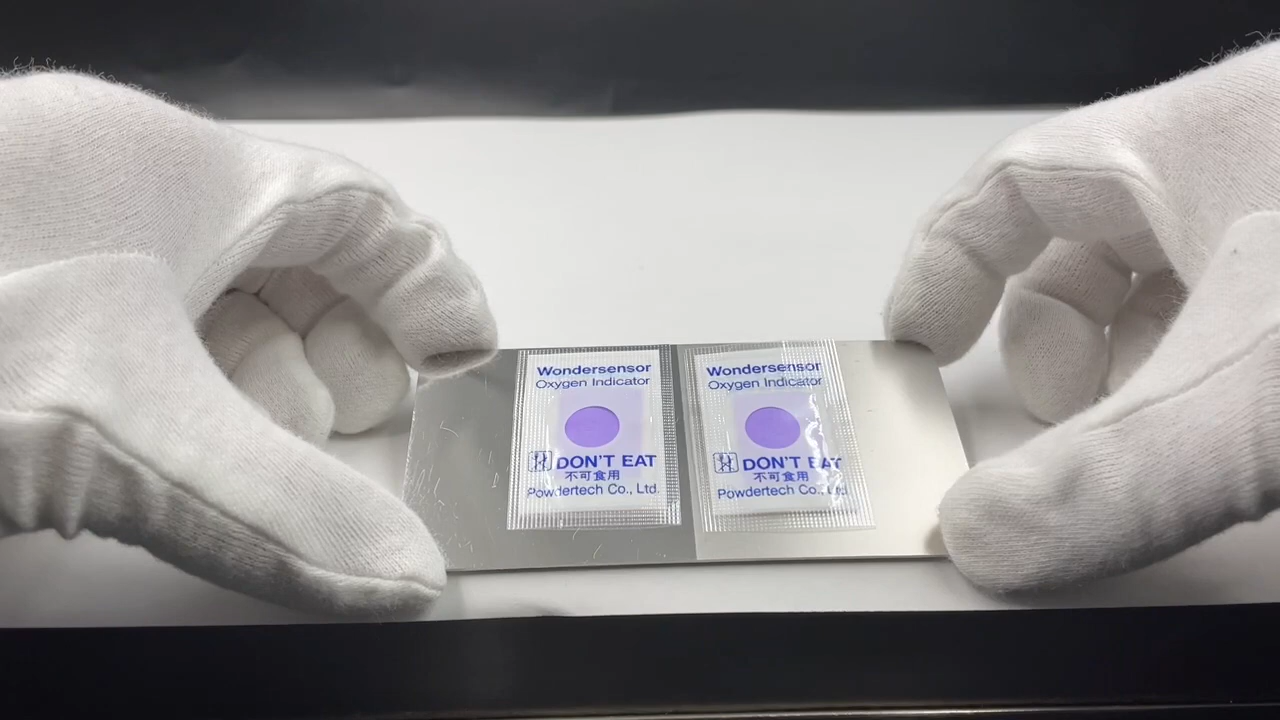 Wondersensor
Oxygen Indicator
DON'T EAT
不可食用
Powdertech Co., Ltd.
Wondersensor
Oxygen Indicator
DON'T EAT
不可食用
Powdertech Co., Ltd.